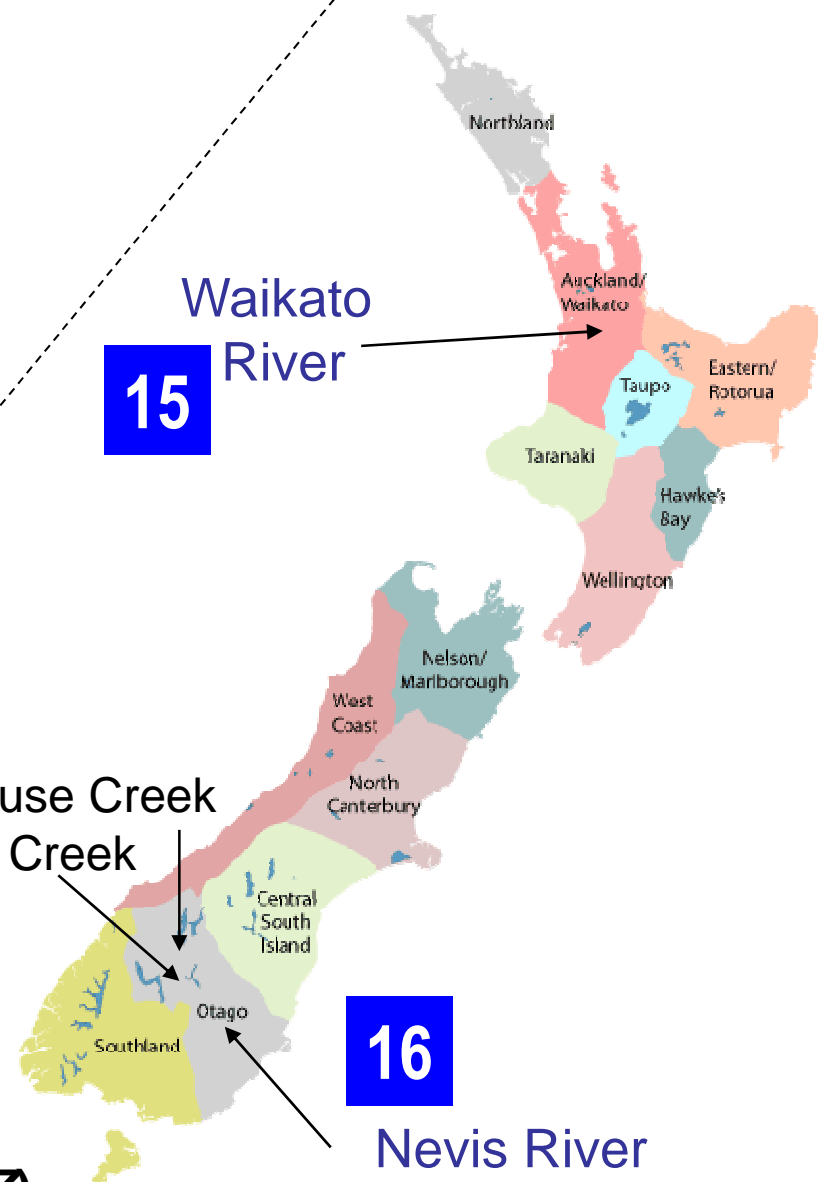 Northland
Auckland/
Waikato
Waikato
River
15
Taupo
Eastern/
Rotorua
Taranaki
Hawke's
Bay
Wellington
Nelson/
Marlborough
West
Coast
North
Canterbury
use Creek
Creek
Central
South
Island
Otago
Southland
16
Nevis River